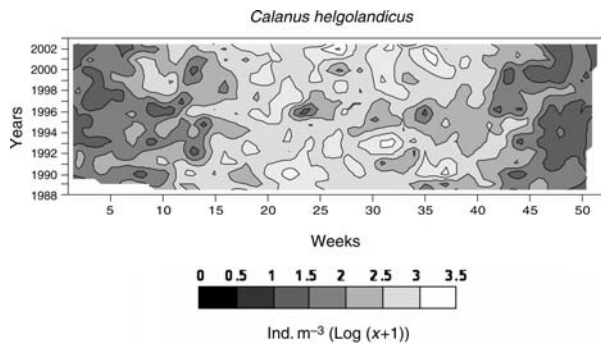 Calanus helgolandicus
Years
2002
2000
1998
1996
1994
1992
1990
1988
5 10 15 20 25 30 35 40 45 50
Weeks
0 0.5 1 1.5 2 2.5 3 3.5
Ind. m⁻³ (Log (x+1))